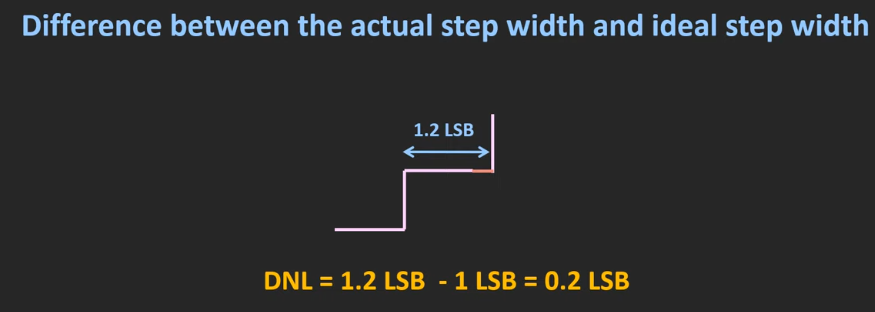 Difference between the actual step width and ideal step width
1.2 LSB
DNL = 1.2 LSB - 1 LSB = 0.2 LSB